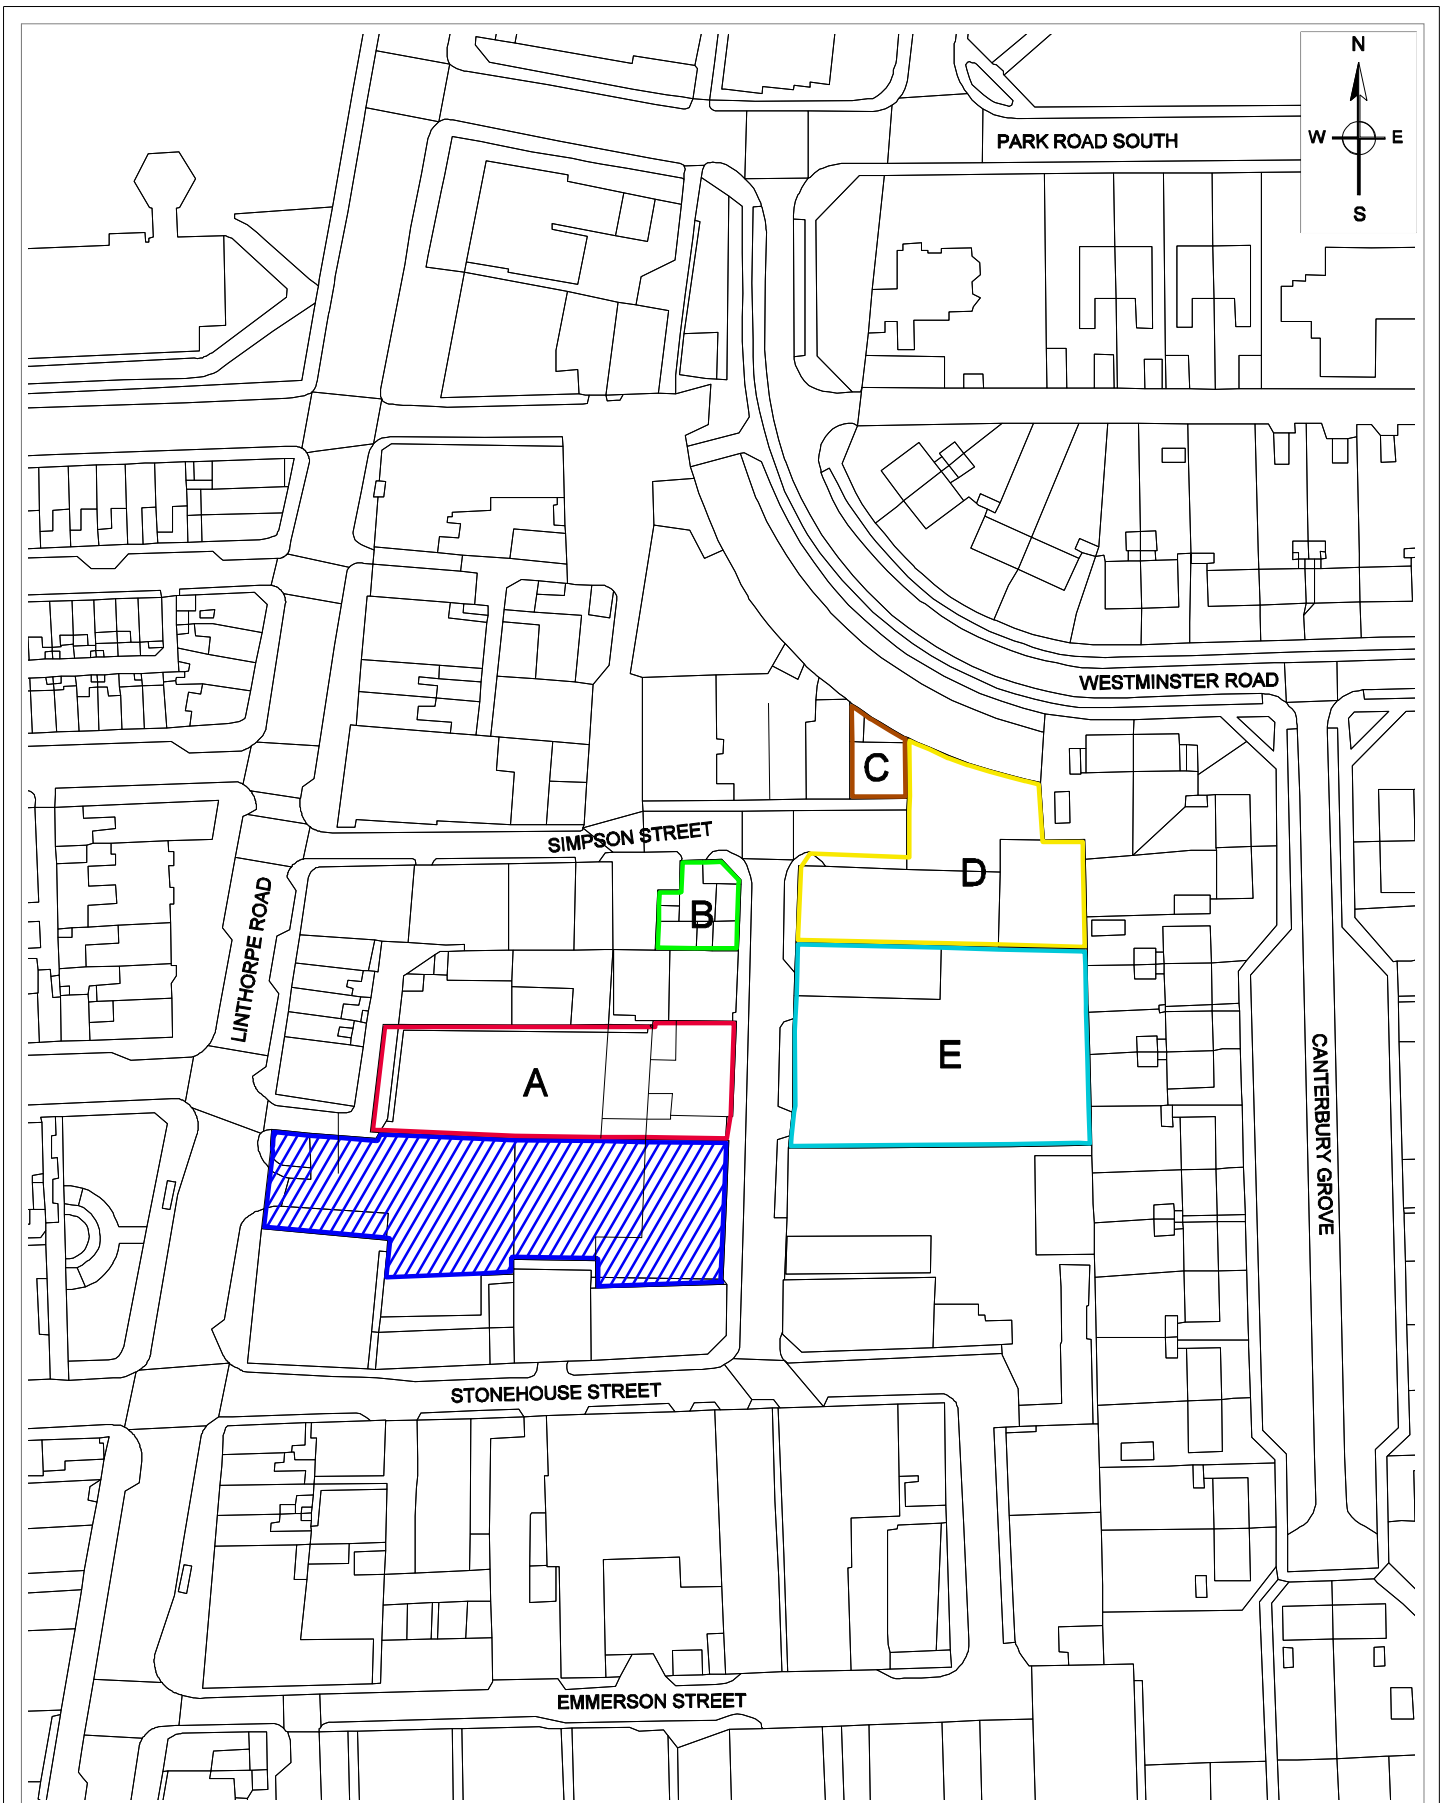 N
W E
S
PARK ROAD SOUTH
WESTMINSTER ROAD
C
SIMPSON STREET
D
B
LINTHORPE ROAD
E
A
CANTERBURY GROVE
STONEHOUSE STREET
EMMERSON STREET